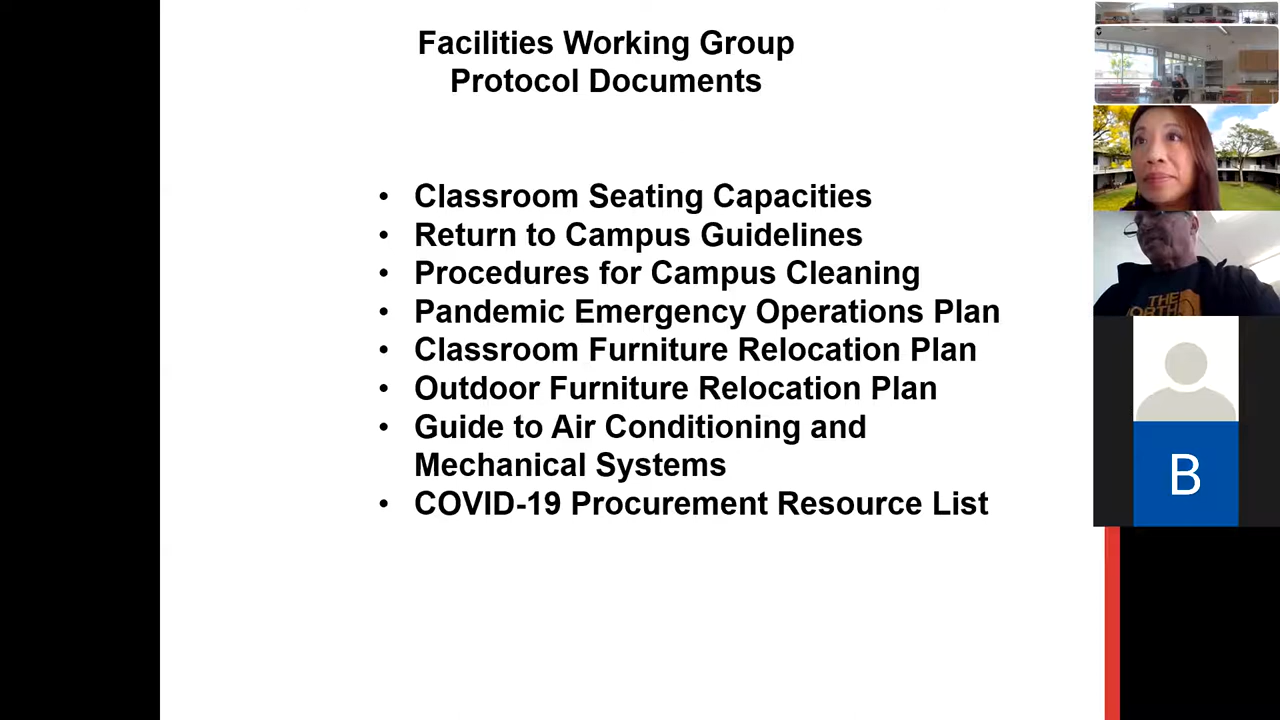 Facilities Working Group
Protocol Documents
• Classroom Seating Capacities
• Return to Campus Guidelines
• Procedures for Campus Cleaning
• Pandemic Emergency Operations Plan
• Classroom Furniture Relocation Plan
• Outdoor Furniture Relocation Plan
• Guide to Air Conditioning and
Mechanical Systems
• COVID-19 Procurement Resource List
THE
B